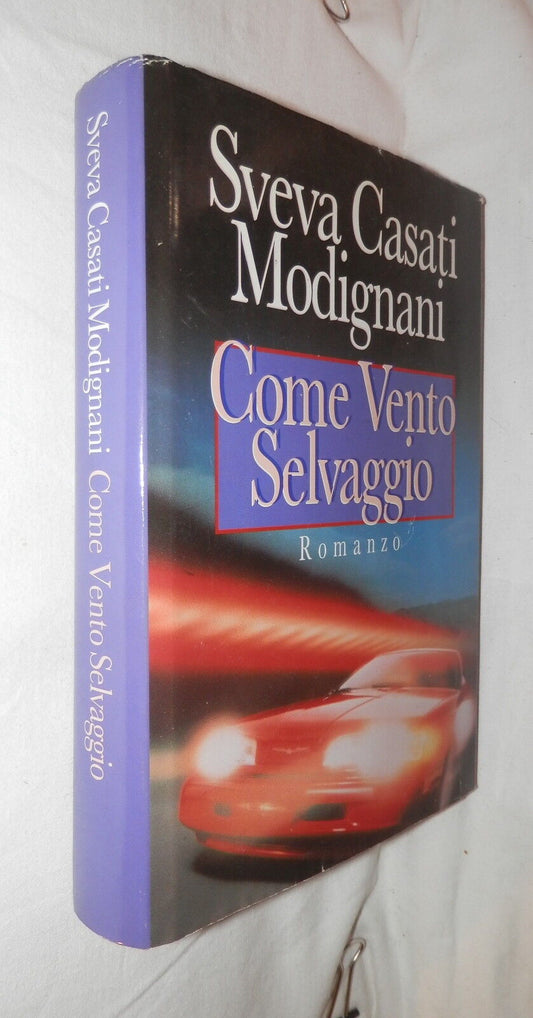 Sveva Casati Modignani Come Vento Selvaggio
Sveva Casati
Modignani
Come Vento
Selvaggio
Romanzo